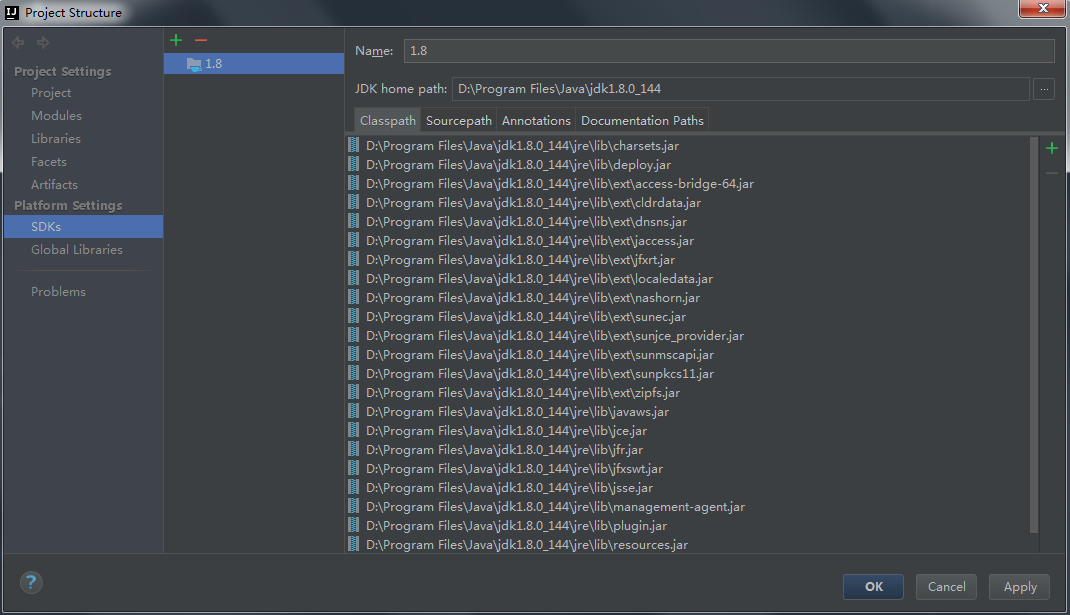 Project Structure
Project Settings
Project
Modules
Libraries
Facets
Artifacts
Platform Settings
SDKs
Global Libraries
Problems
1.8
Name: 1.8
JDK home path: D:\Program Files\Java\jdk1.8.0_144 ...
Classpath Sourcepath Annotations Documentation Paths
D:\Program Files\Java\jdk1.8.0_144\jre\lib\charsets.jar
D:\Program Files\Java\jdk1.8.0_144\jre\lib\deploy.jar
D:\Program Files\Java\jdk1.8.0_144\jre\lib\ext\access-bridge-64.jar
D:\Program Files\Java\jdk1.8.0_144\jre\lib\ext\cldrdata.jar
D:\Program Files\Java\jdk1.8.0_144\jre\lib\ext\dnsns.jar
D:\Program Files\Java\jdk1.8.0_144\jre\lib\ext\jaccess.jar
D:\Program Files\Java\jdk1.8.0_144\jre\lib\ext\jfxrt.jar
D:\Program Files\Java\jdk1.8.0_144\jre\lib\ext\localedata.jar
D:\Program Files\Java\jdk1.8.0_144\jre\lib\ext\nashorn.jar
D:\Program Files\Java\jdk1.8.0_144\jre\lib\ext\sunec.jar
D:\Program Files\Java\jdk1.8.0_144\jre\lib\ext\sunjce_provider.jar
D:\Program Files\Java\jdk1.8.0_144\jre\lib\ext\sunmscapi.jar
D:\Program Files\Java\jdk1.8.0_144\jre\lib\ext\sunpkcs11.jar
D:\Program Files\Java\jdk1.8.0_144\jre\lib\ext\zipfs.jar
D:\Program Files\Java\jdk1.8.0_144\jre\lib\javaws.jar
D:\Program Files\Java\jdk1.8.0_144\jre\lib\jce.jar
D:\Program Files\Java\jdk1.8.0_144\jre\lib\jfr.jar
D:\Program Files\Java\jdk1.8.0_144\jre\lib\jfxswt.jar
D:\Program Files\Java\jdk1.8.0_144\jre\lib\jsse.jar
D:\Program Files\Java\jdk1.8.0_144\jre\lib\management-agent.jar
D:\Program Files\Java\jdk1.8.0_144\jre\lib\plugin.jar
D:\Program Files\Java\jdk1.8.0_144\jre\lib\resources.jar
? OK Cancel Apply